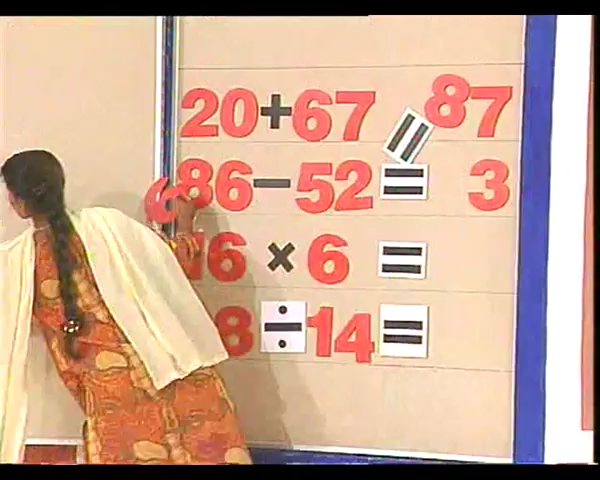 20+67=87
86−52= 3
6 × 6 =
8÷14=